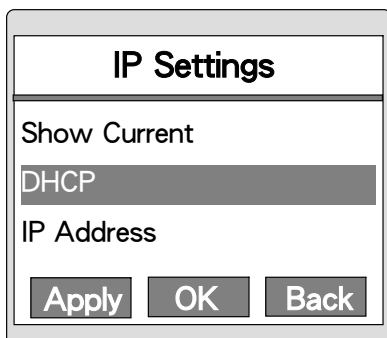 IP Settings
Show Current
DHCP
IP Address
Apply OK Back